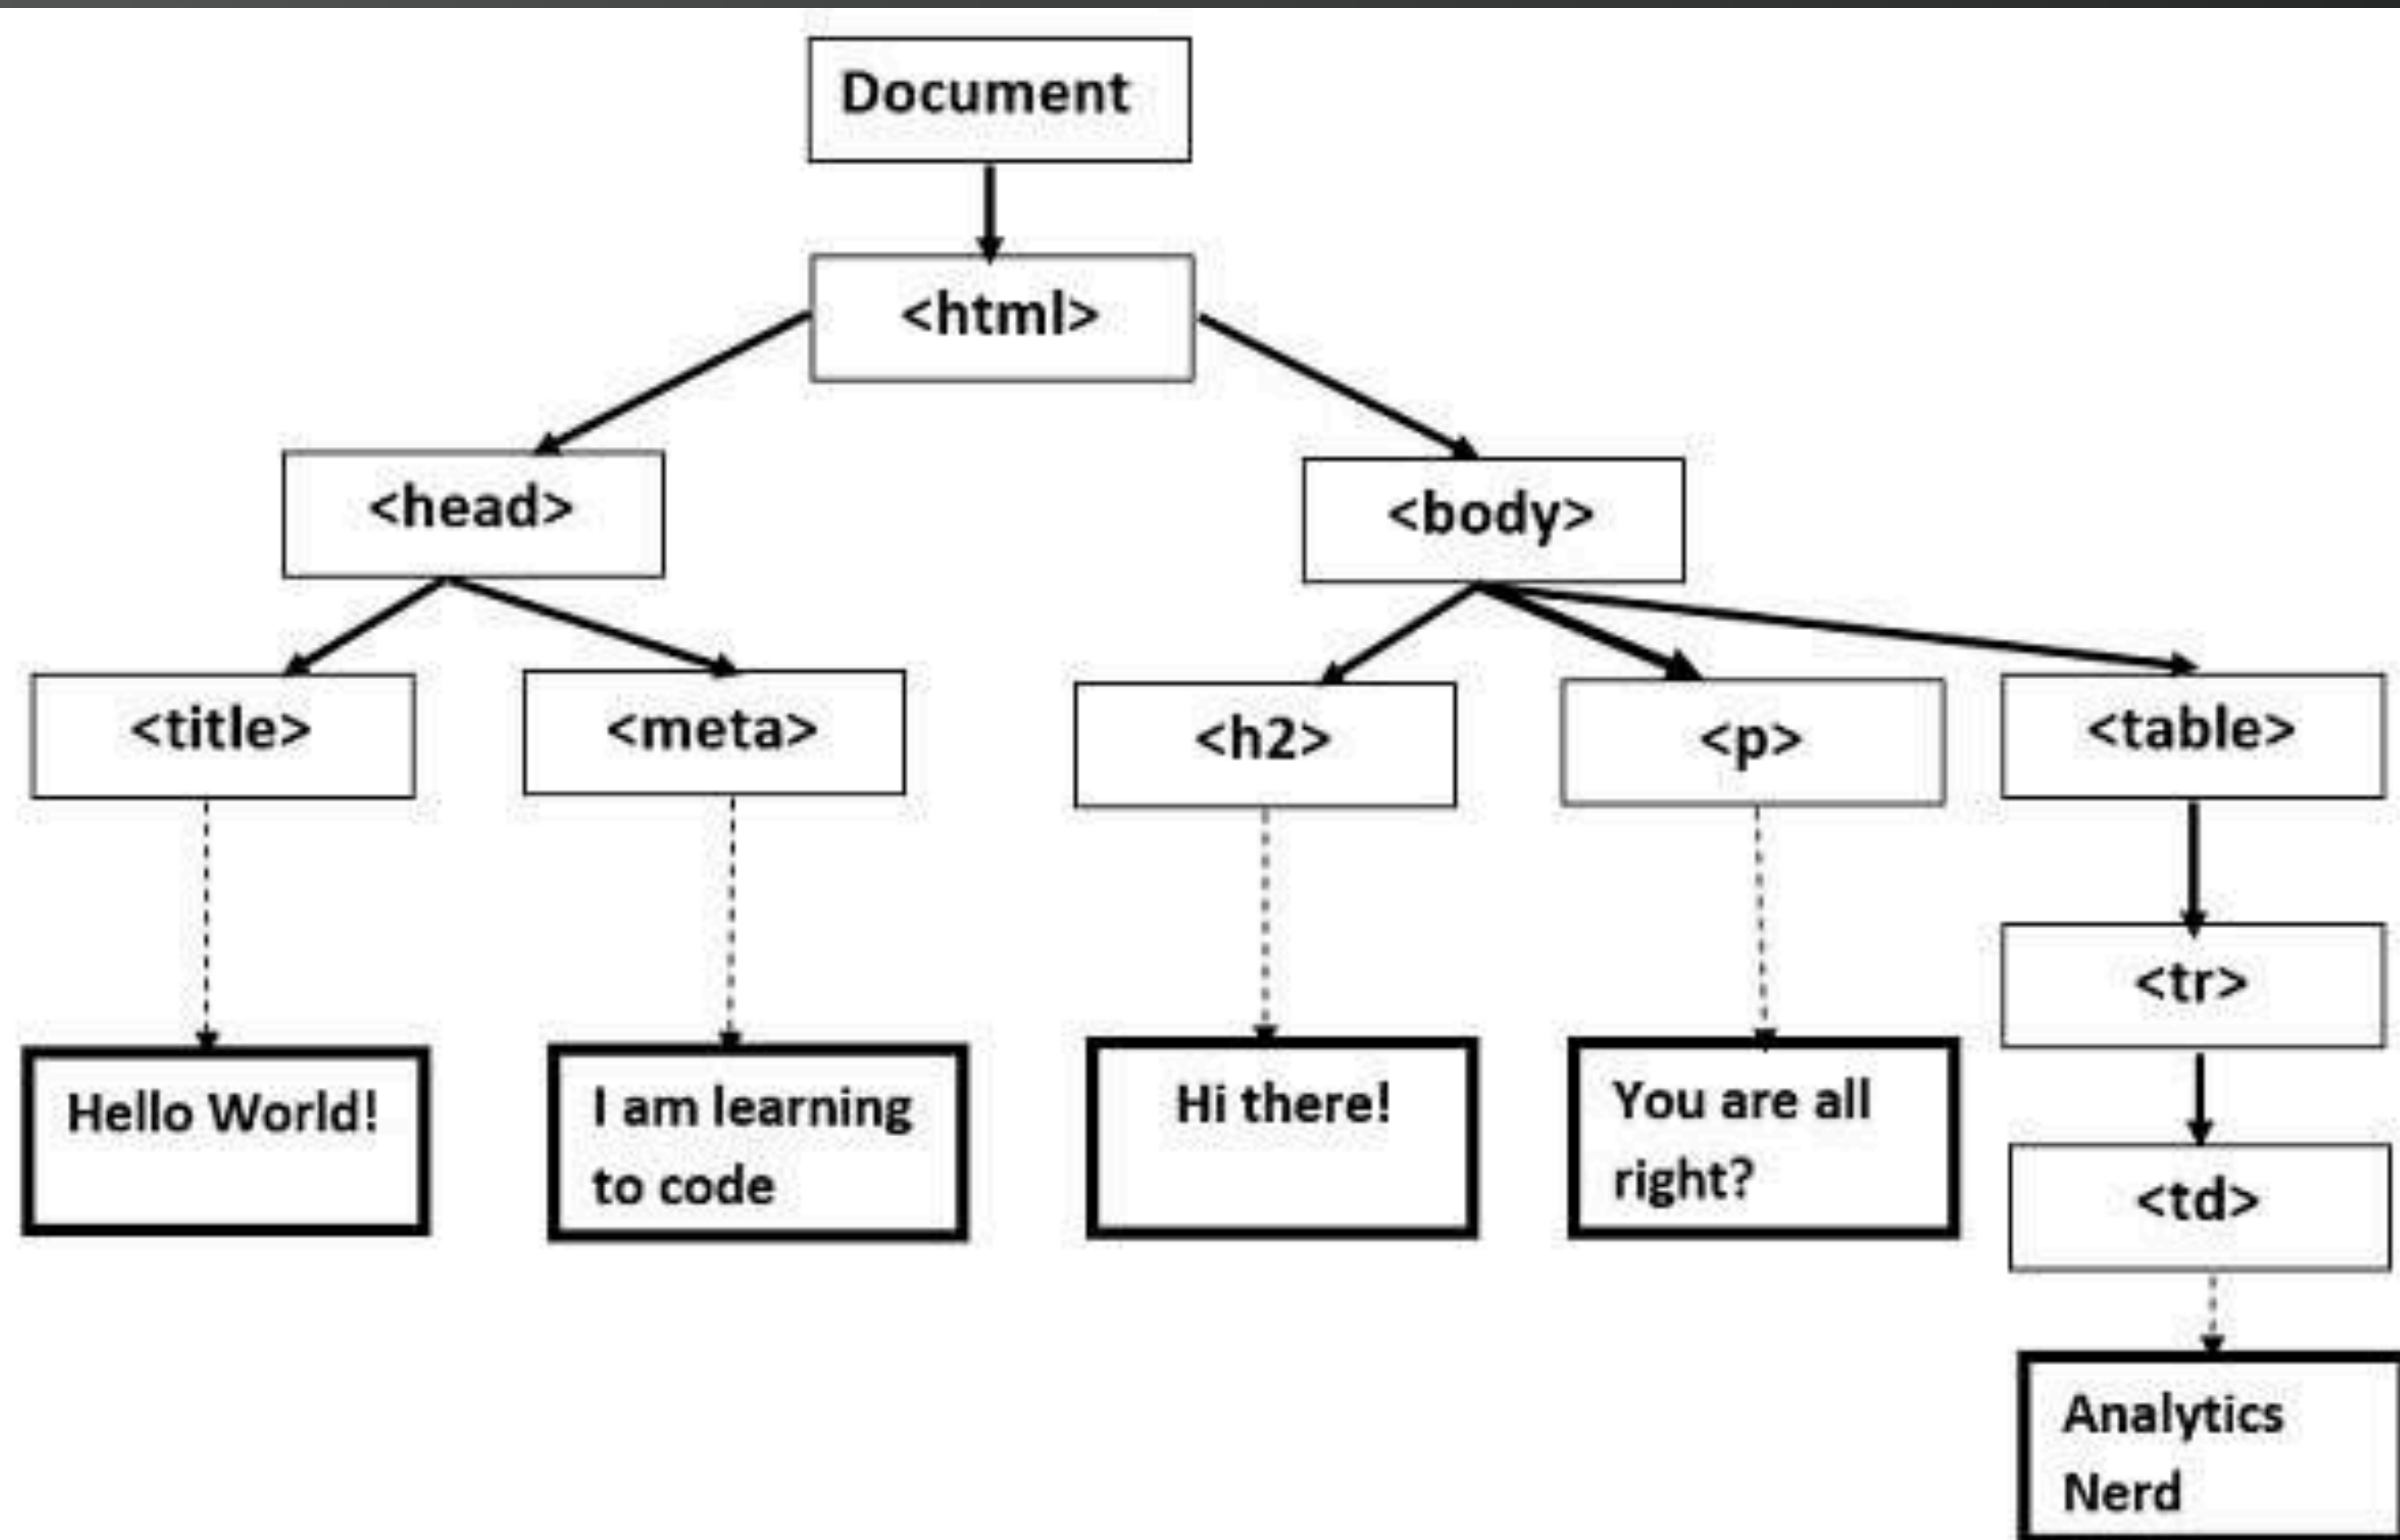 Document
<html>
<head>
<body>
<title>
<meta>
<h2>
<p>
<table>
<tr>
Hello World!
I am learning
to code
Hi there!
You are all
right?
<td>
Analytics
Nerd